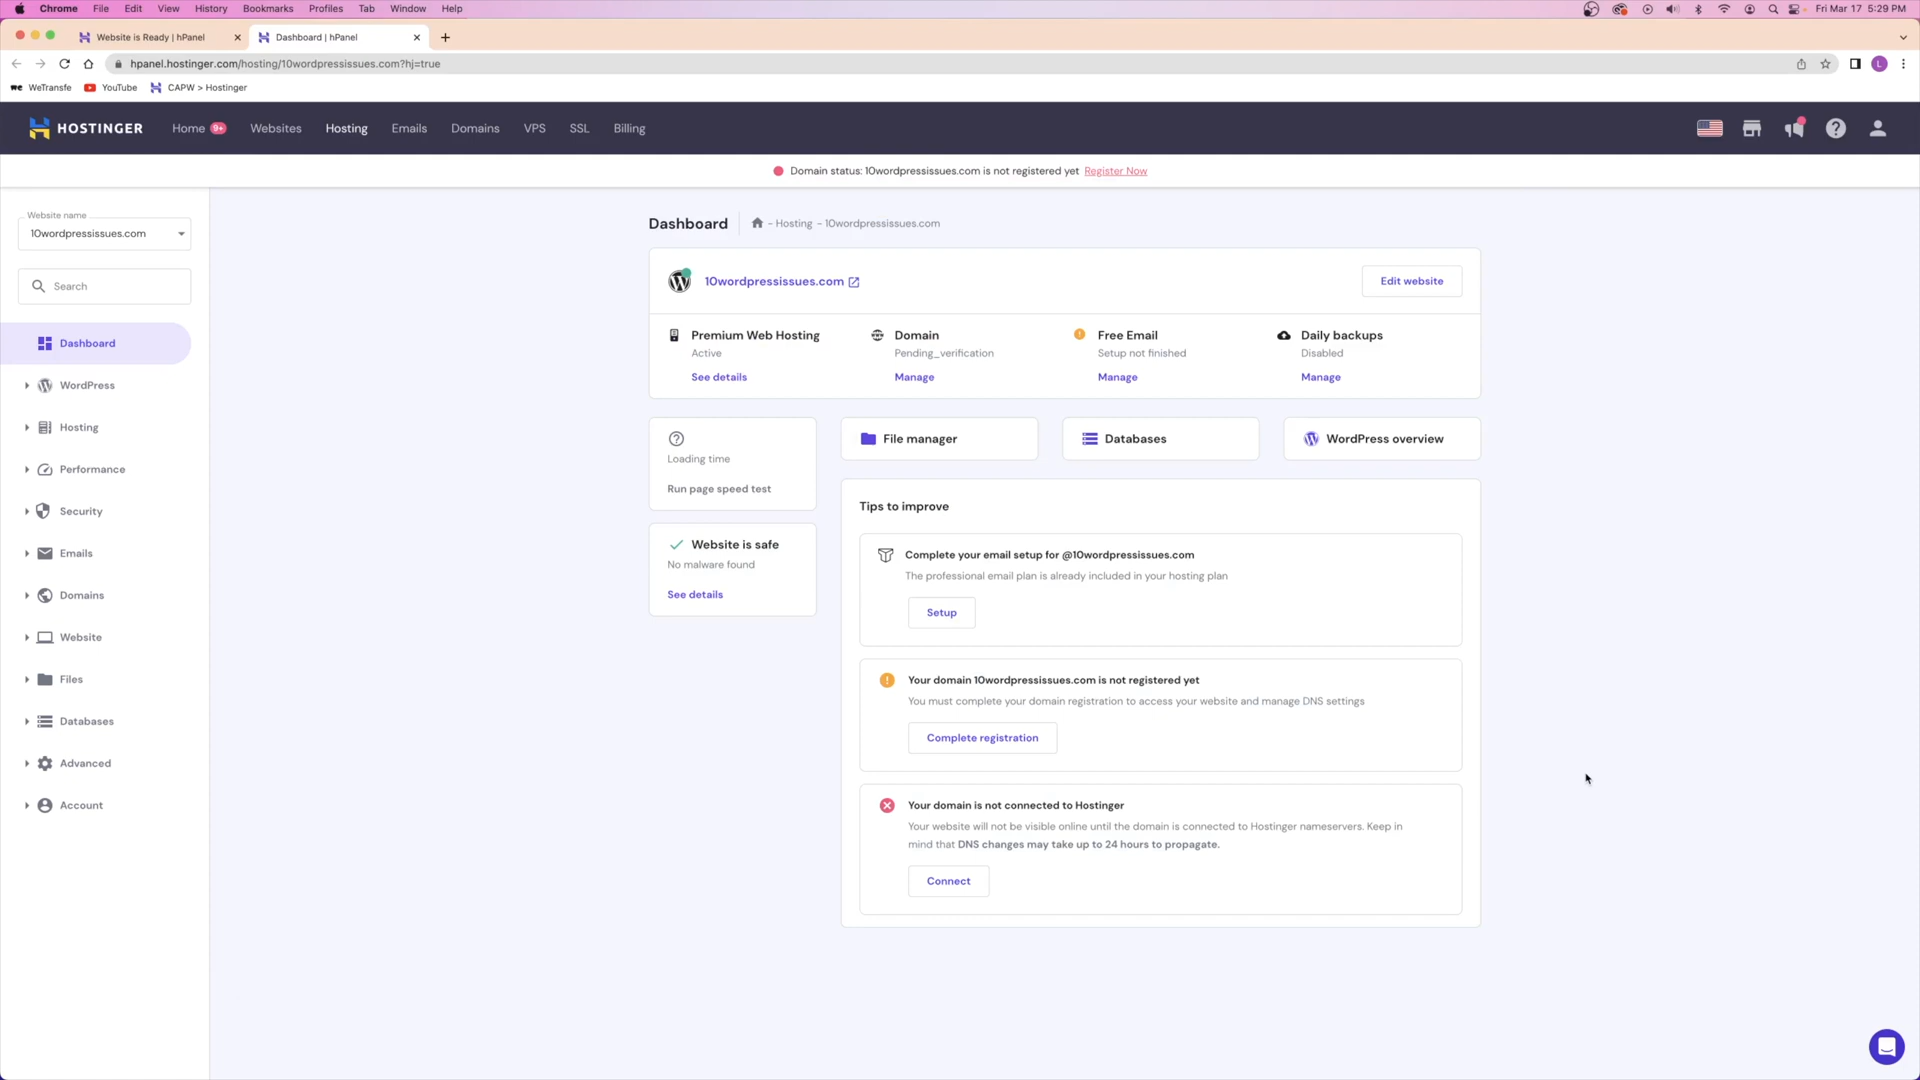 Chrome File Edit View History Bookmarks Profiles Tab Window Help Fri Mar 17 5:29 PM
Website is Ready | hPanel Dashboard | hPanel
hpanel.hostinger.com/hosting/10wordpressissues.com?hj=true L
we WeTransfe YouTube CAPW > Hostinger
HOSTINGER Home 9+ Websites Hosting Emails Domains VPS SSL Billing
Domain status: 10wordpressissues.com is not registered yet Register Now
Website name
10wordpressissues.com
Search
Dashboard
WordPress
Hosting
Performance
Security
Emails
Domains
Website
Files
Databases
Advanced
Account
Dashboard - Hosting - 10wordpressissues.com
10wordpressissues.com Edit website
Premium Web Hosting Domain Free Email Daily backups
Active Pending_verification Setup not finished Disabled
See details Manage Manage Manage
Loading time
Run page speed test
Website is safe
No malware found
See details
File manager Databases WordPress overview
Tips to improve
Complete your email setup for @10wordpressissues.com
The professional email plan is already included in your hosting plan
Setup
Your domain 10wordpressissues.com is not registered yet
You must complete your domain registration to access your website and manage DNS settings
Complete registration
Your domain is not connected to Hostinger
Your website will not be visible online until the domain is connected to Hostinger nameservers. Keep in
mind that DNS changes may take up to 24 hours to propagate.
Connect